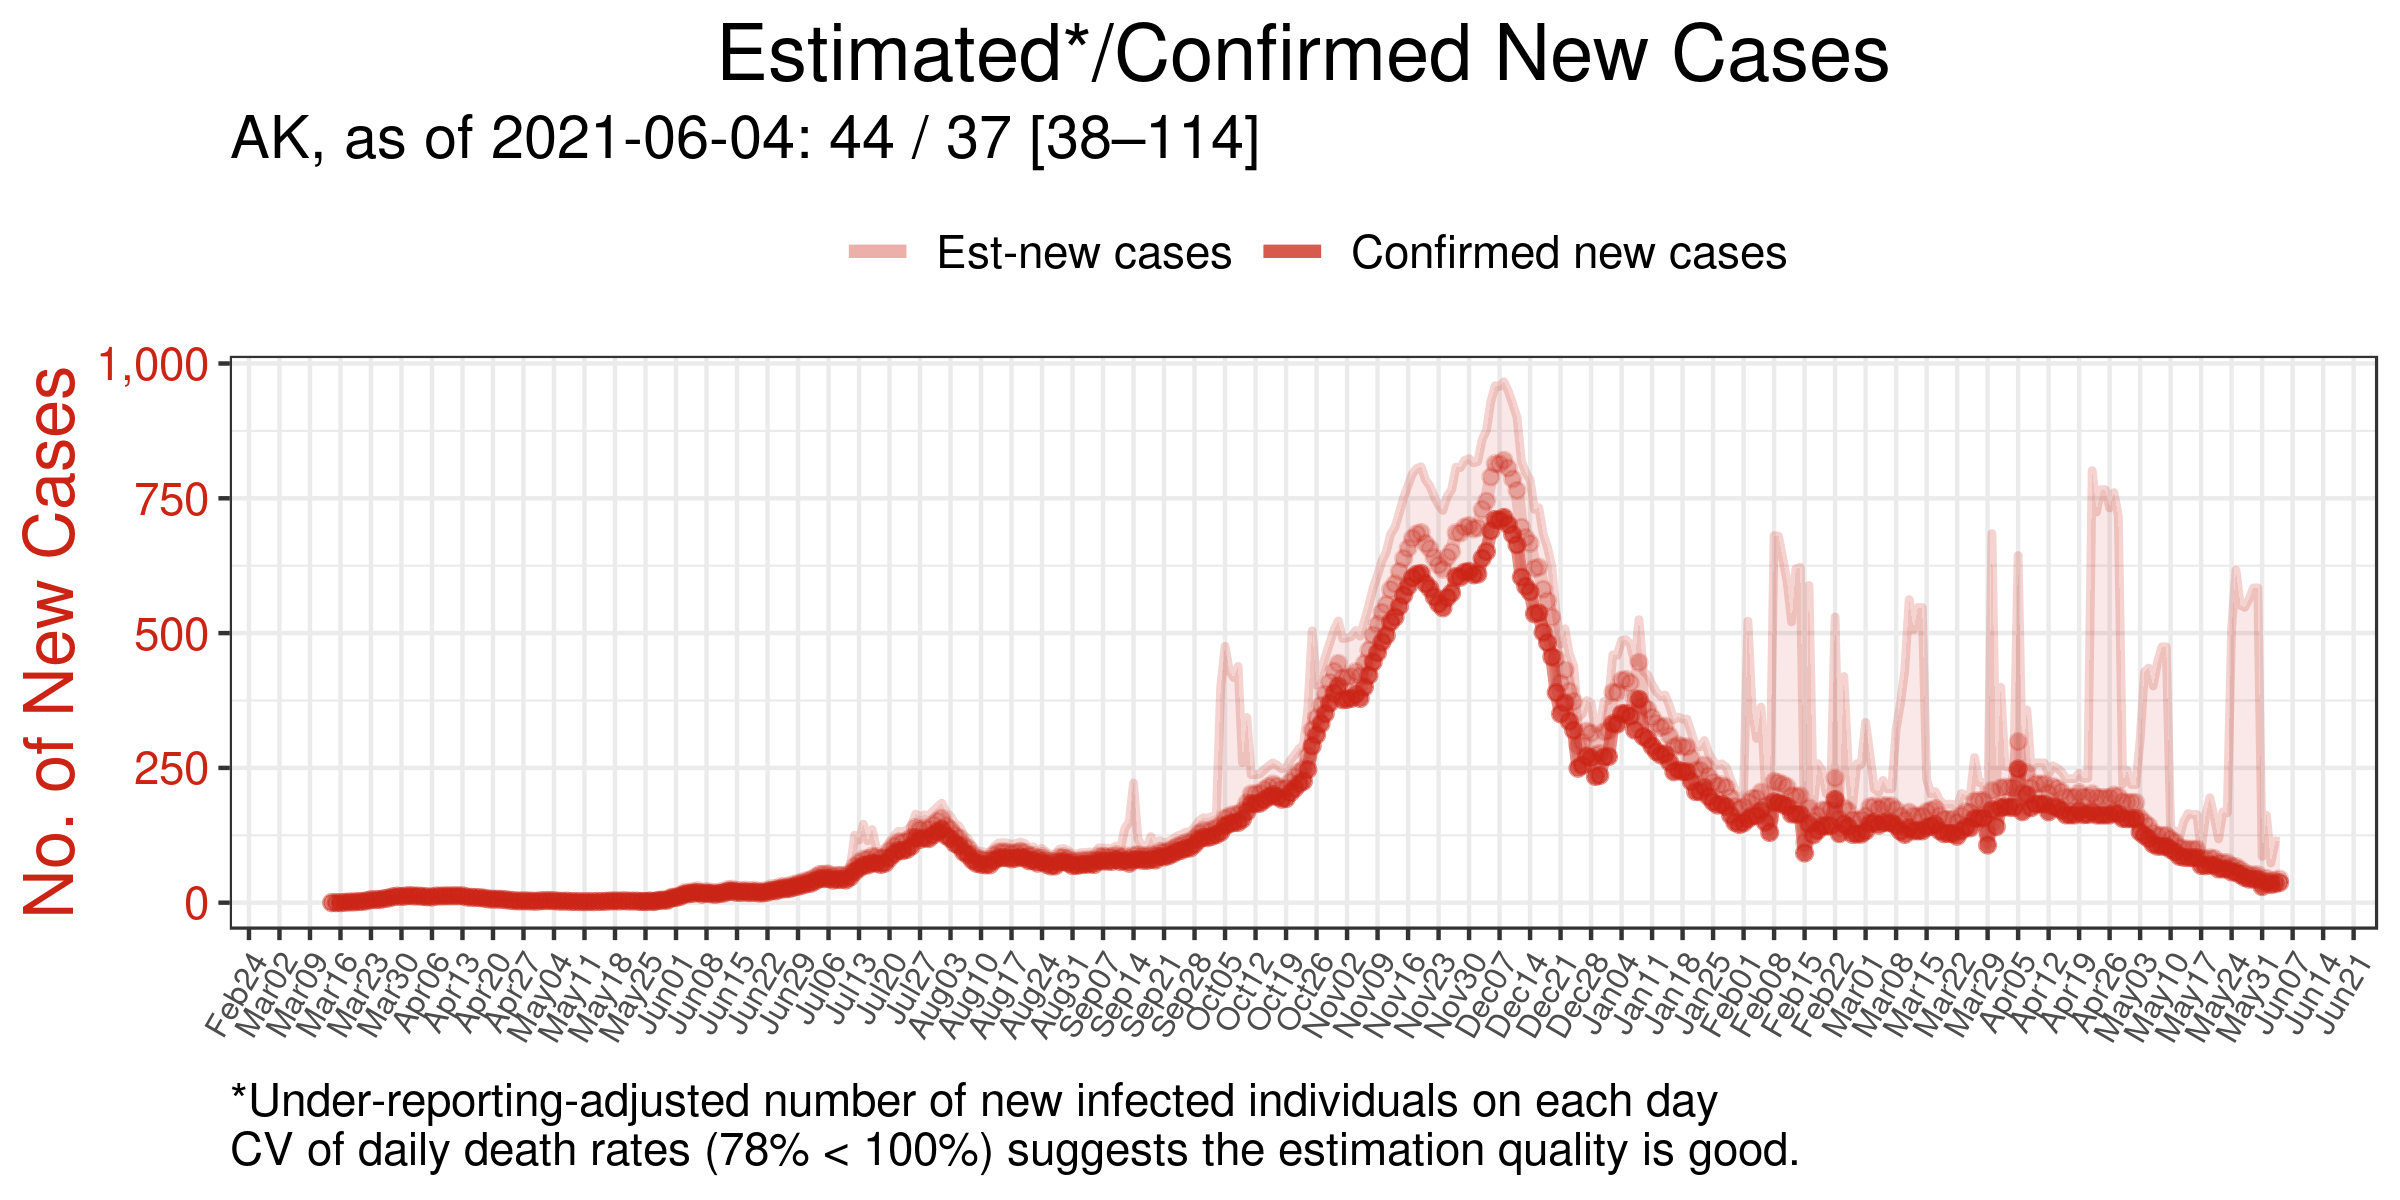 Estimated*/Confirmed New Cases
AK, as of 2021-06-04: 44 / 37 [38–114]
Est-new cases Confirmed new cases
No. of New Cases
1,000
750
500
250
0
Feb24 Mar02 Mar09 Mar16 Mar23 Mar30 Apr06 Apr13 Apr20 Apr27 May04 May11 May18 May25 Jun01 Jun08 Jun15 Jun22 Jun29 Jul06 Jul13 Jul20 Jul27 Aug03 Aug10 Aug17 Aug24 Aug31 Sep07 Sep14 Sep21 Sep28 Oct05 Oct12 Oct19 Oct26 Nov02 Nov09 Nov16 Nov23 Nov30 Dec07 Dec14 Dec21 Dec28 Jan04 Jan11 Jan18 Jan25 Feb01 Feb08 Feb15 Feb22 Mar01 Mar08 Mar15 Mar22 Mar29 Apr05 Apr12 Apr19 Apr26 May03 May10 May17 May24 May31 Jun07 Jun14 Jun21
*Under-reporting-adjusted number of new infected individuals on each day
CV of daily death rates (78% < 100%) suggests the estimation quality is good.